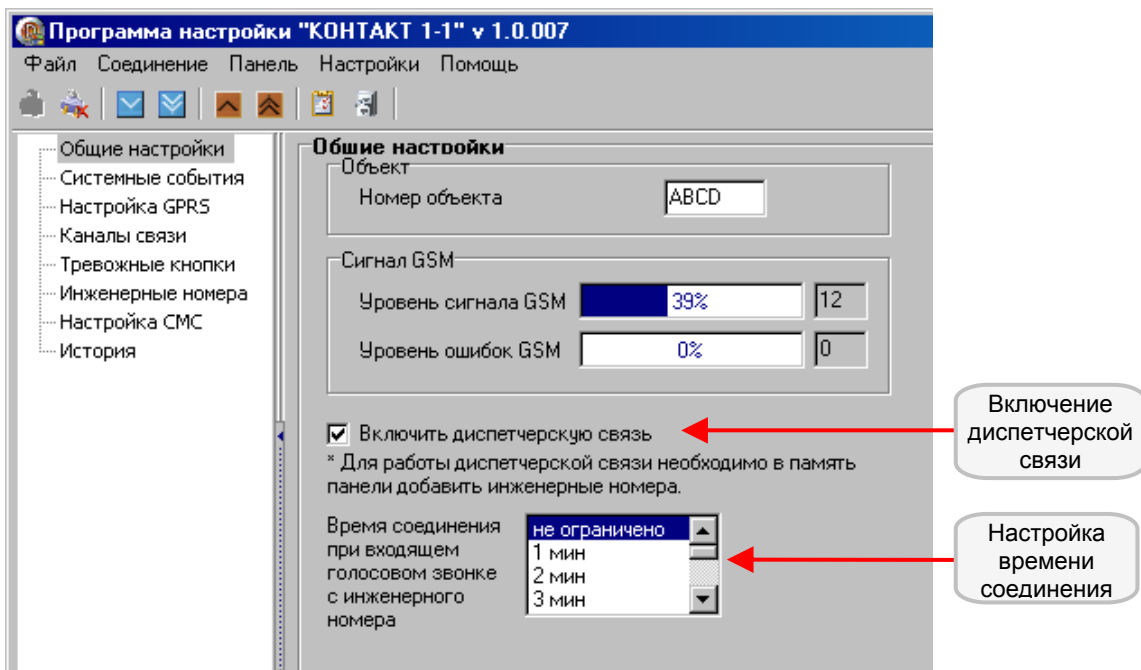 Программа настройки "КОНТАКТ 1-1" v 1.0.007
Файл Соединение Панель Настройки Помощь
Общие настройки
Системные события
Настройка GPRS
Каналы связи
Тревожные кнопки
Инженерные номера
Настройка СМС
История
Общие настройки
Объект
Номер объекта
ABCD
Сигнал GSM
Уровень сигнала GSM
39%
12
Уровень ошибок GSM
0%
0
Включить диспетчерскую связь
* Для работы диспетчерской связи необходимо в память
панели добавить инженерные номера.
Время соединения
при входящем
голосовом звонке
с инженерного
номера
не ограничено
1 мин
2 мин
3 мин
Включение
диспетчерской
связи
Настройка
времени
соединения